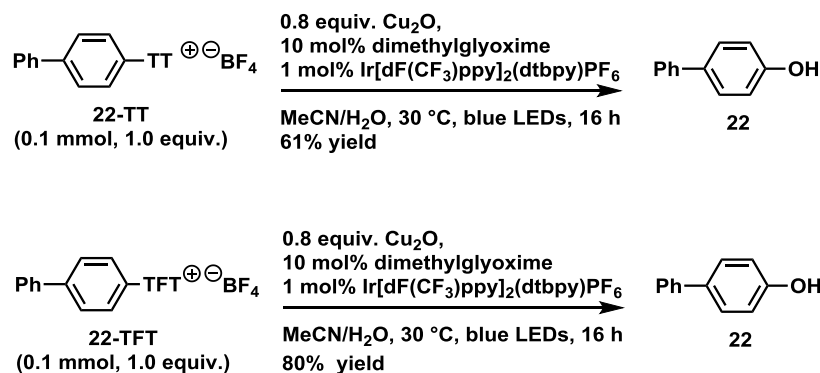 0.8 equiv. Cu₂O,
10 mol% dimethylglyoxime
1 mol% Ir[dF(CF₃)ppy]₂(dtbpy)PF₆
Ph TT ⊕ ⊖BF₄
Ph OH
22-TT
(0.1 mmol, 1.0 equiv.)
MeCN/H₂O, 30 °C, blue LEDs, 16 h
61% yield
22
0.8 equiv. Cu₂O,
10 mol% dimethylglyoxime
1 mol% Ir[dF(CF₃)ppy]₂(dtbpy)PF₆
Ph TFT ⊕ ⊖BF₄
Ph OH
22-TFT
(0.1 mmol, 1.0 equiv.)
MeCN/H₂O, 30 °C, blue LEDs, 16 h
80% yield
22